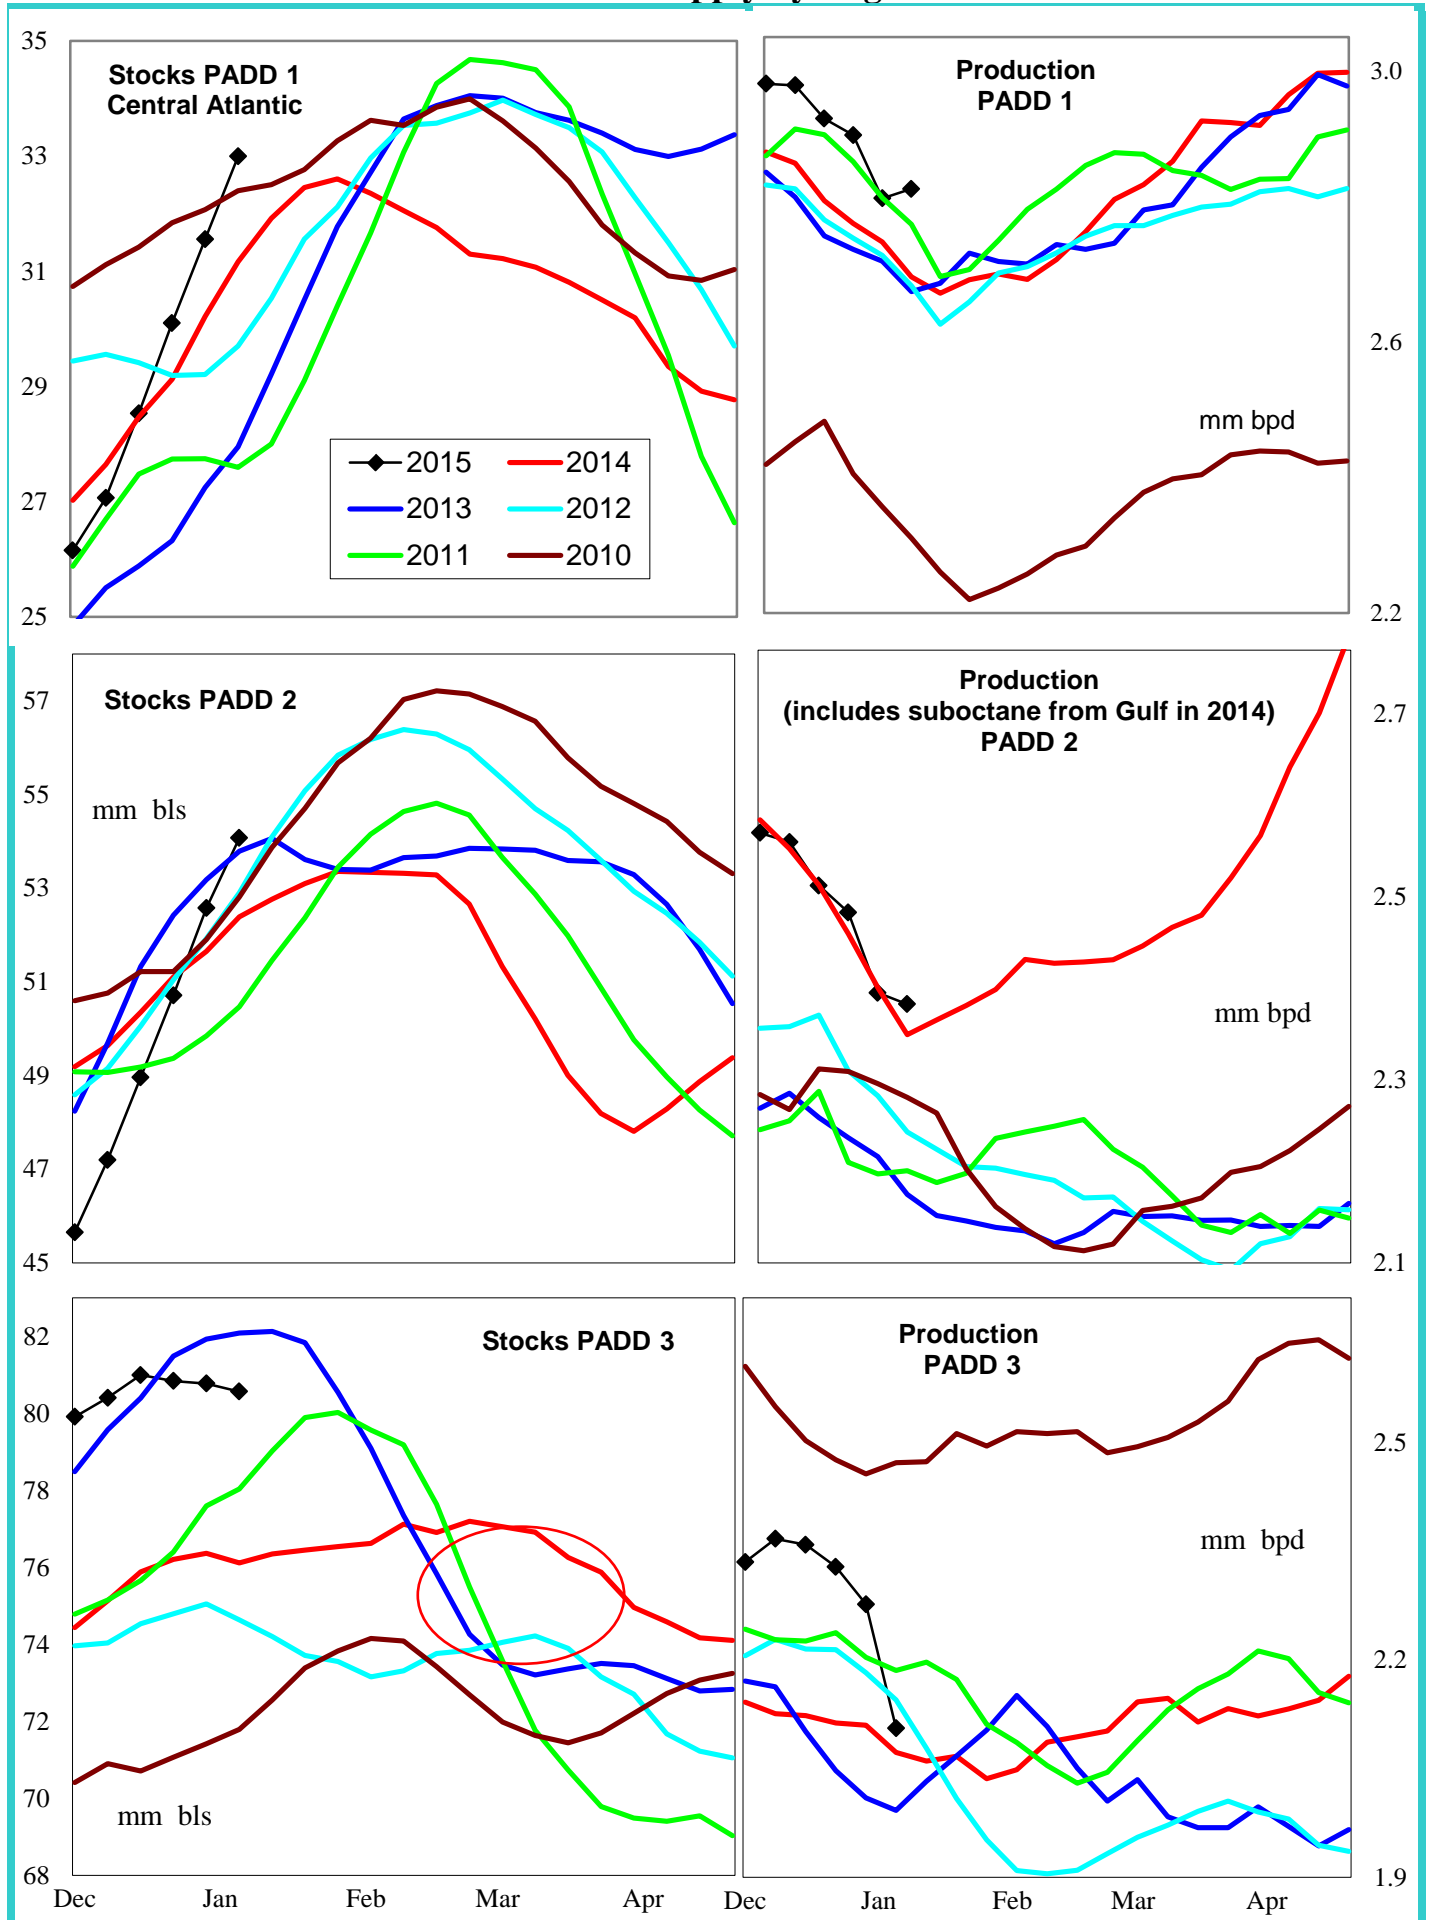 35
33
31
29
27
25
Stocks PADD 1
Central Atlantic
2015
2014
2013
2012
2011
2010
Production
PADD 1
mm bpd
3.0
2.6
2.2
57
55
53
51
49
47
45
Stocks PADD 2
mm bls
Production
(includes suboctane from Gulf in 2014)
PADD 2
mm bpd
2.7
2.5
2.3
2.1
82
80
78
76
74
72
70
68
Stocks PADD 3
mm bls
Dec Jan Feb Mar Apr
Production
PADD 3
mm bpd
2.5
2.2
1.9
Dec Jan Feb Mar Apr